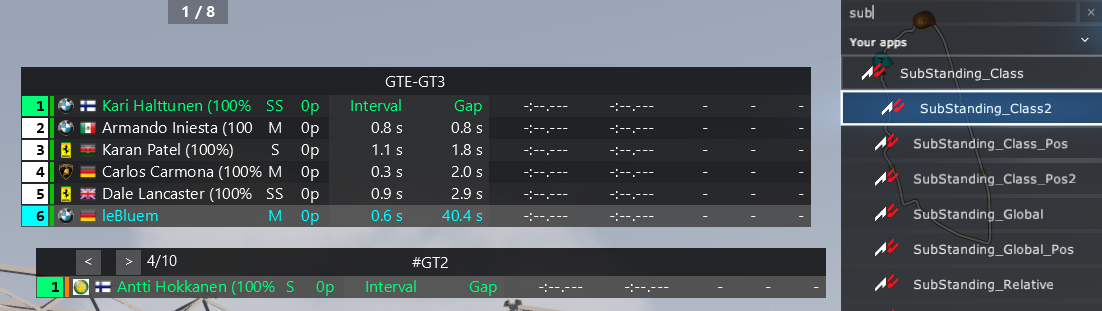 1 / 8
GTE-GT3
1 Kari Halttunen (100% SS 0p Interval Gap -:--.--- -:--.--- - - -
2 Armando Iniesta (100 M 0p 0.8 s 0.8 s -:--.--- -:--.--- - - -
3 Karan Patel (100%) S 0p 1.1 s 1.8 s -:--.--- -:--.--- - - -
4 Carlos Carmona (100% M 0p 0.3 s 2.0 s -:--.--- -:--.--- - - -
5 Dale Lancaster (100% SS 0p 0.9 s 2.9 s -:--.--- -:--.--- - - -
6 leBluem M 0p 0.6 s 40.4 s -:--.--- -:--.--- - - -
< > 4/10 #GT2
1 Antti Hokkanen (100% S 0p Interval Gap -:--.--- -:--.--- - - -
sub
Your apps
SubStanding_Class
SubStanding_Class2
SubStanding_Class_Pos
SubStanding_Class_Pos2
SubStanding_Global
SubStanding_Global_Pos
SubStanding_Relative